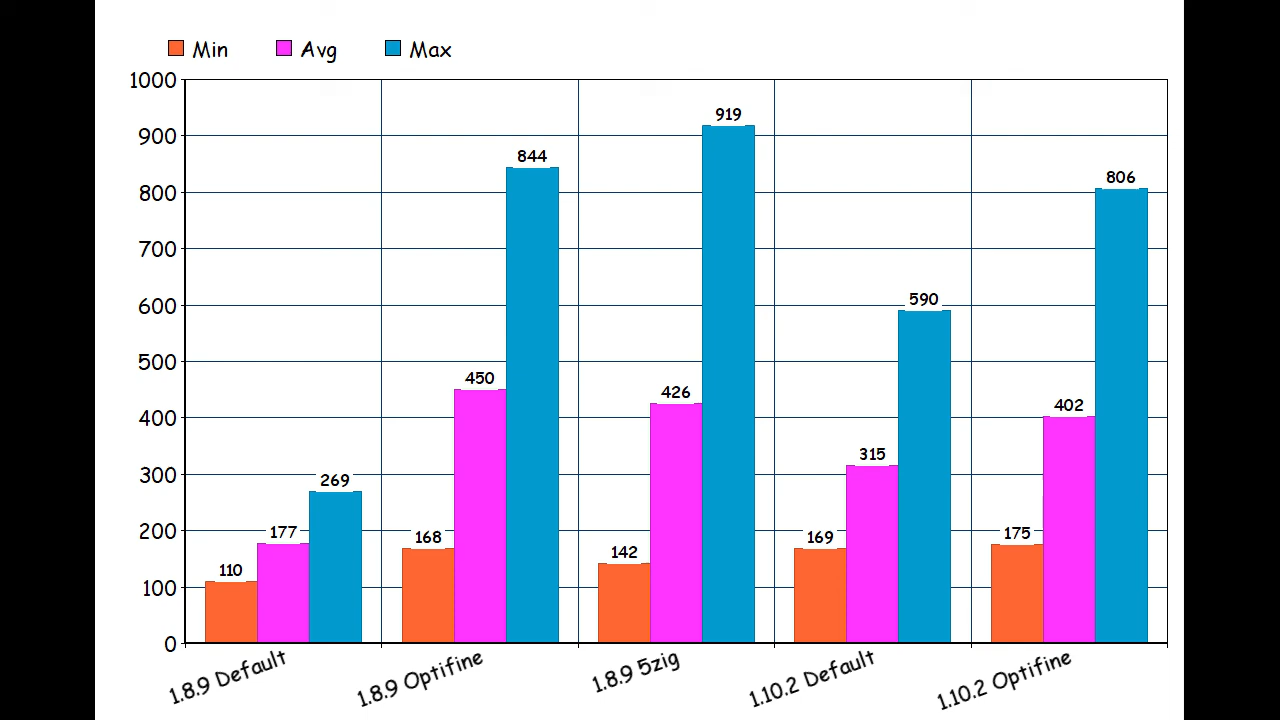 Min Avg Max
1000
900
800
700
600
500
400
300
200
100
0
110 177 269
168 450 844
142 426 919
169 315 590
175 402 806
1.8.9 Default
1.8.9 Optifine
1.8.9 5zig
1.10.2 Default
1.10.2 Optifine